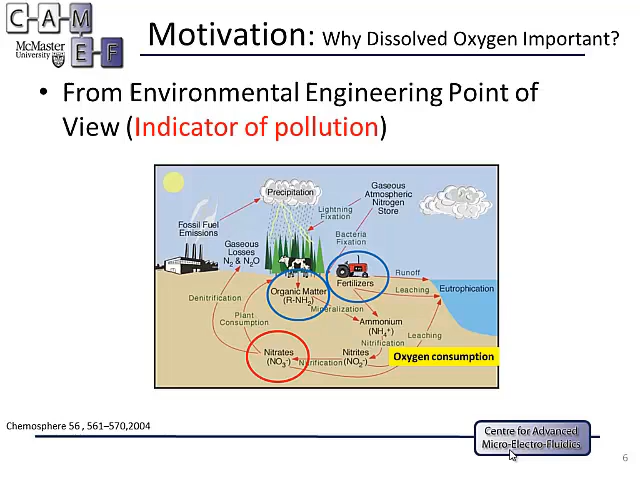 CAM
EF
McMaster
University
Motivation: Why Dissolved Oxygen Important?
• From Environmental Engineering Point of
View (Indicator of pollution)
Precipitation
Gaseous
Atmospheric
Nitrogen
Store
Lightning
Fixation
Fossil Fuel
Emissions
Bacteria
Fixation
Gaseous
Losses
N₂ & N₂O
Runoff
Fertilizers
Organic Matter
(R-NH₂)
Leaching
Eutrophication
Denitrification
Mineralization
Plant
Consumption
Ammonium
(NH₄⁺)
Leaching
Nitrification
Nitrates
(NO₃⁻)
Nitrification
Nitrites
(NO₂⁻)
Oxygen consumption
Chemosphere 56 , 561–570,2004
Centre for Advanced
Micro-Electro-Fluidics
6